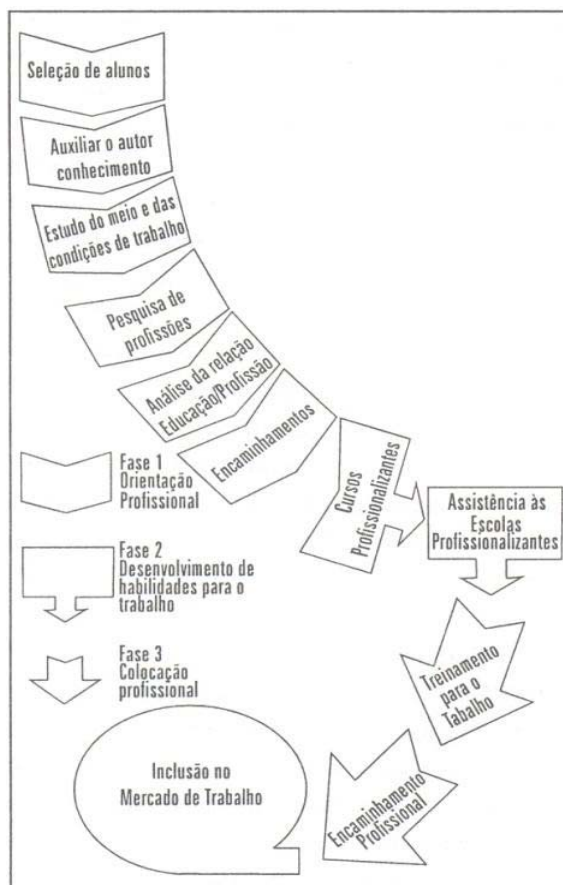 Seleção de alunos
Auxiliar o autor
conhecimento
Estudo do meio e das
condições de trabalho
Pesquisa de
profissões
Análise da relação
Educação/Profissão
Encaminhamentos
Cursos
Profissionalizantes
Assistência às
Escolas
Profissionalizantes
Treinamento
para o
Tabalho
Encaminhamento
Profissional
Inclusão no
Mercado de Trabalho
Fase 1
Orientação
Profissional
Fase 2
Desenvolvimento de
habilidades para o
trabalho
Fase 3
Colocação
profissional